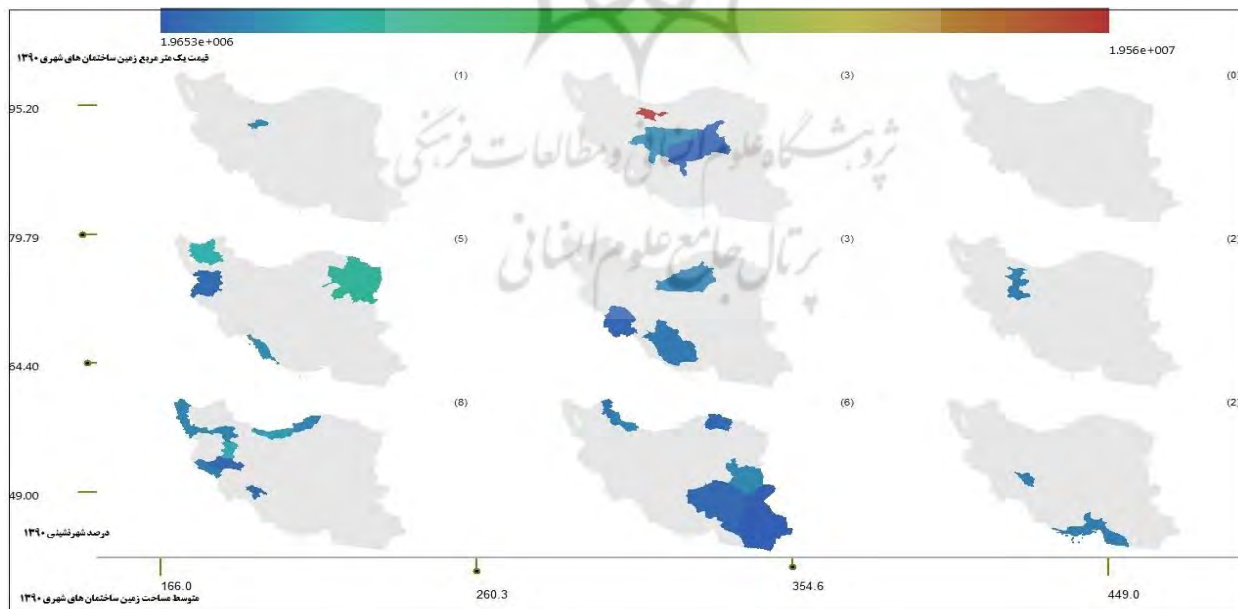 1.9653e+006
1.956e+007
قیمت یک متر مربع زمین ساختمان های شهری ۱۳۹۰
(1)
(3)
(0)
95.20
پژوهشگاه علوم انسانی و مطالعات فرهنگی
79.79
(5)
(3)
(2)
پرتال جامع علوم انسانی
64.40
(8)
(6)
(2)
49.00
درصد شهرنشینی ۱۳۹۰
166.0
260.3
354.6
449.0
متوسط مساحت زمین ساختمان های شهری ۱۳۹۰